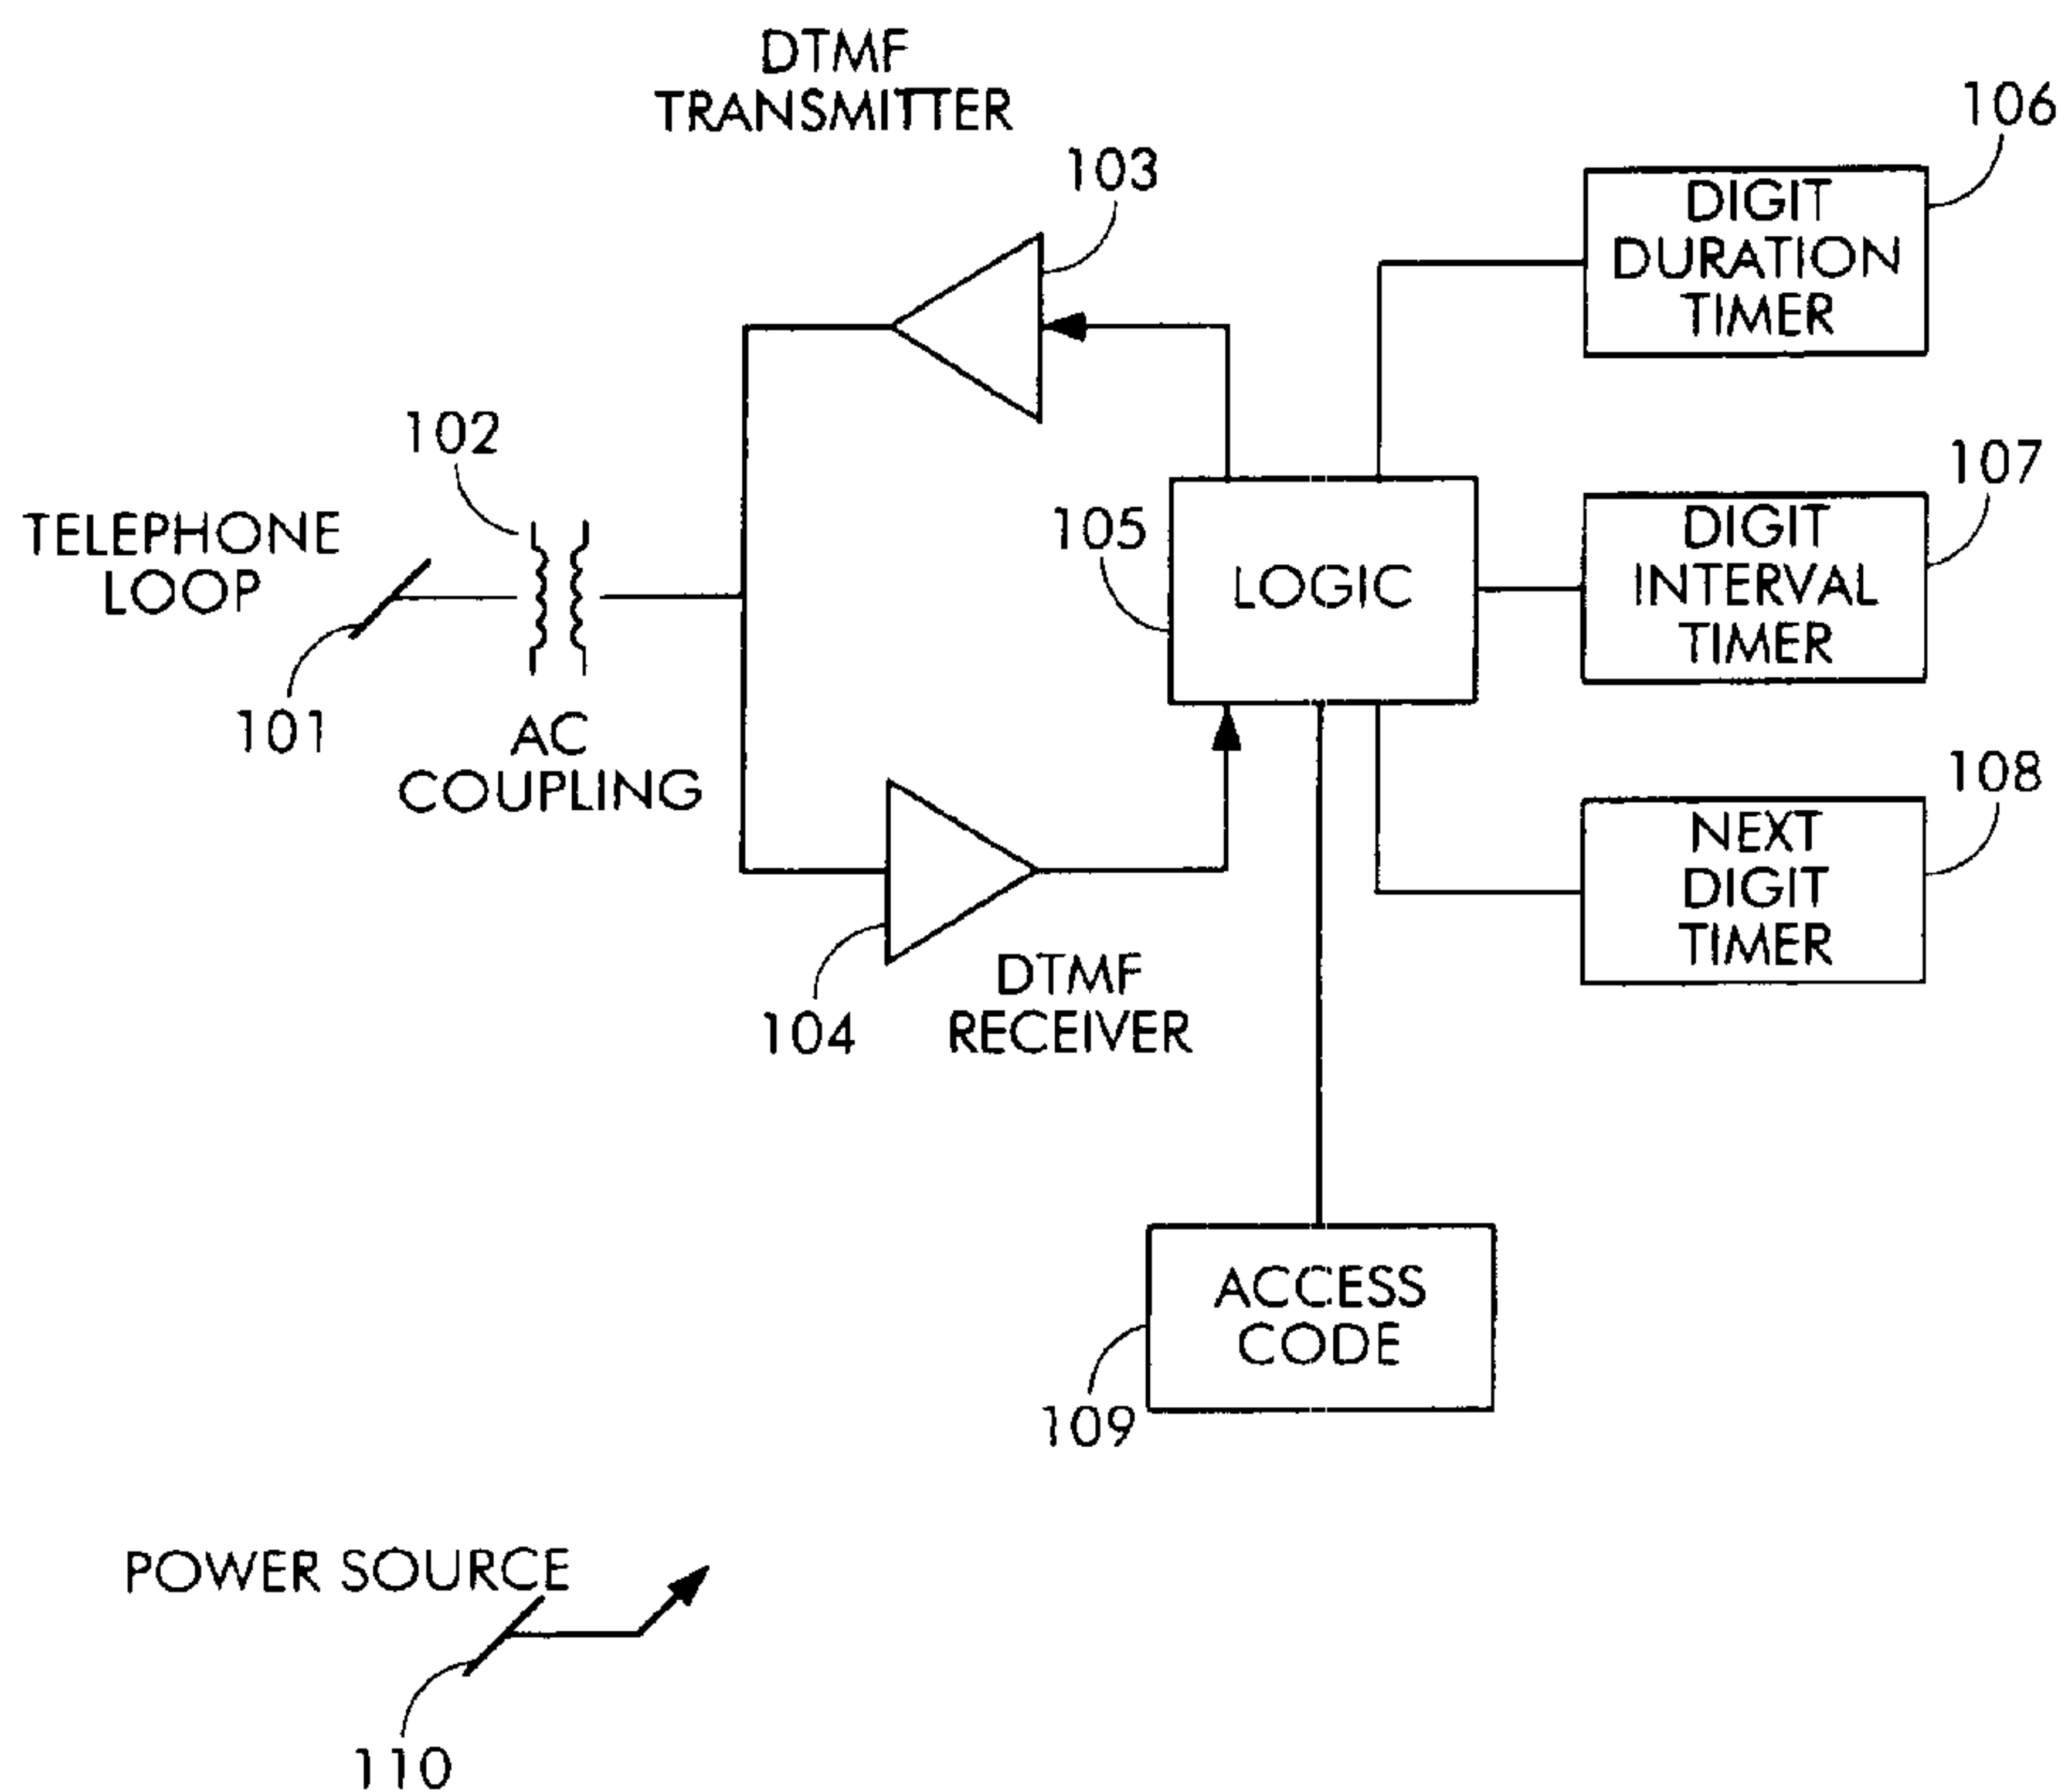 DTMF
TRANSMITTER
103
106
DIGIT
DURATION
TIMER
102
TELEPHONE
LOOP
101
AC
COUPLING
105
LOGIC
107
DIGIT
INTERVAL
TIMER
108
NEXT
DIGIT
TIMER
104
DTMF
RECEIVER
ACCESS
CODE
109
POWER SOURCE
110